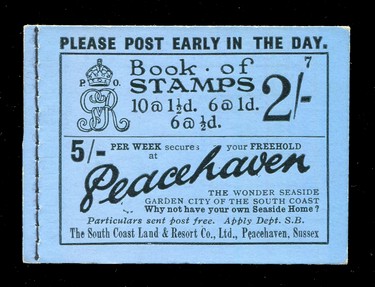 PLEASE POST EARLY IN THE DAY.
7
P. O.
GR
Book of
STAMPS
10 @ 1½d. 6 @ 1d.
6 @ ½d.
2/-
5/- PER WEEK secures your FREEHOLD
at
Peacehaven
THE WONDER SEASIDE
GARDEN CITY OF THE SOUTH COAST
Why not have your own Seaside Home?
Particulars sent post free. Apply Dept. S.B.
The South Coast Land & Resort Co., Ltd., Peacehaven, Sussex